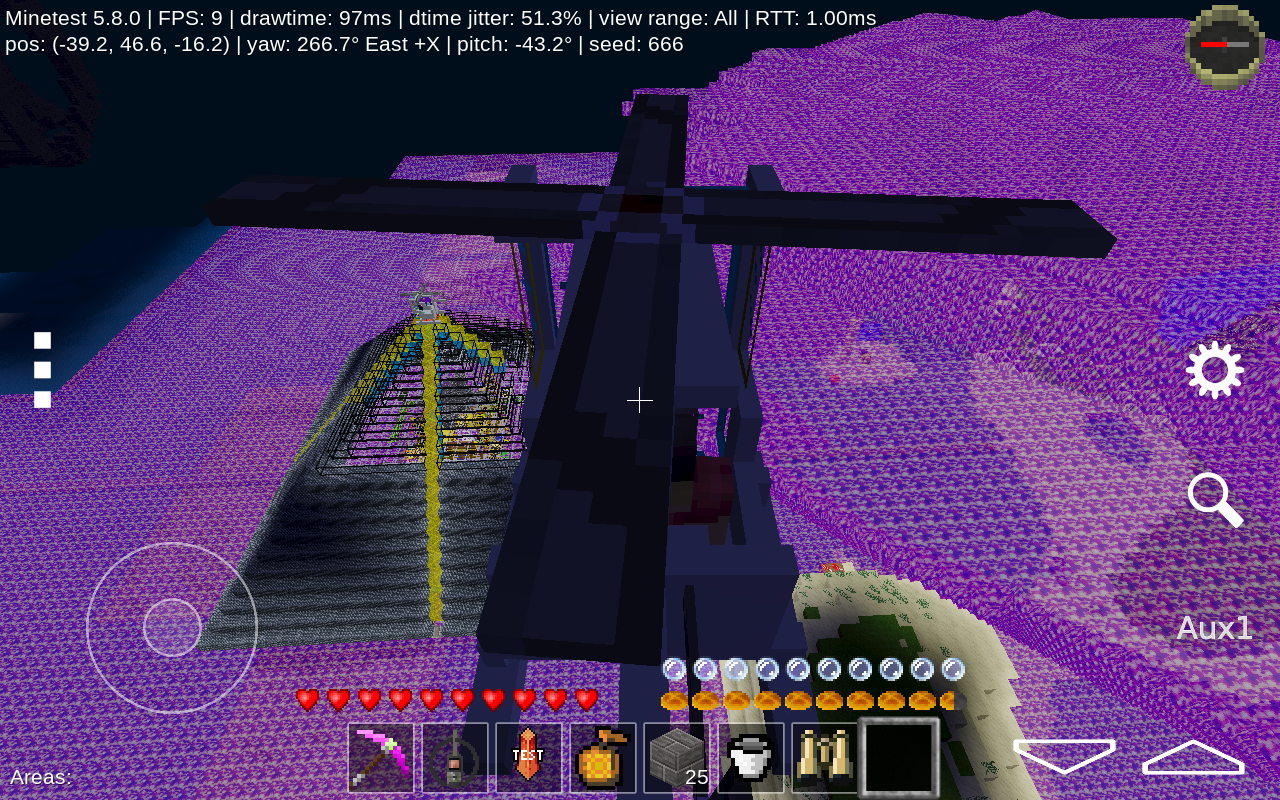 Minetest 5.8.0 | FPS: 9 | drawtime: 97ms | dtime jitter: 51.3% | view range: All | RTT: 1.00ms
pos: (-39.2, 46.6, -16.2) | yaw: 266.7° East +X | pitch: -43.2° | seed: 666
Aux1
TEST
25
Areas: